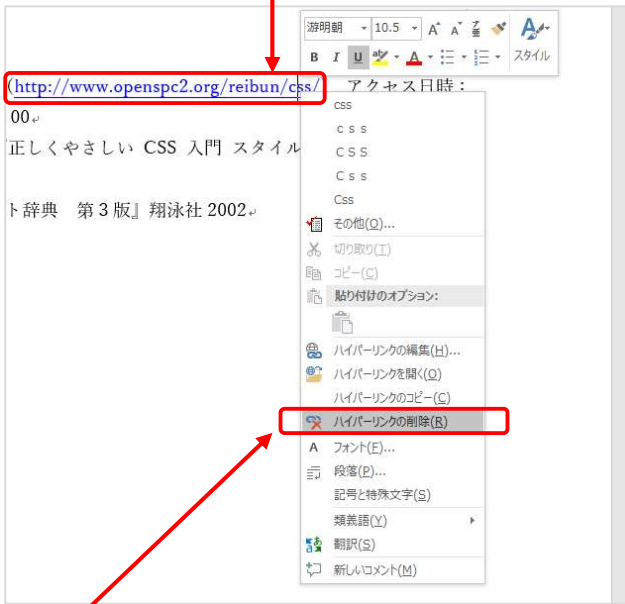 游明朝 10.5 A A
B I U aby A スタイル
(http://www.openspc2.org/reibun/css/ アクセス日時：
00↵
正しくやさしい CSS 入門 スタイル
ト辞典　第 3 版』翔泳社 2002↵
css
ｃｓｓ
ＣＳＳ
Ｃｓｓ
Css
その他(O)...
切り取り(T)
コピー(C)
貼り付けのオプション:
ハイパーリンクの編集(H)...
ハイパーリンクを開く(O)
ハイパーリンクのコピー(C)
ハイパーリンクの削除(R)
A フォント(F)...
段落(P)...
記号と特殊文字(S)
類義語(Y)
翻訳(S)
新しいコメント(M)